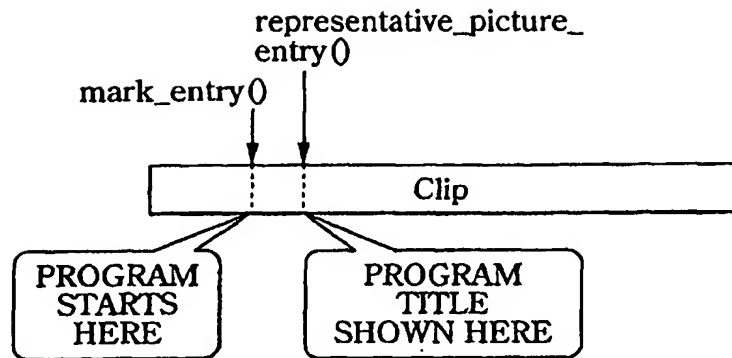 representative_picture_
entry()
mark_entry()
Clip
PROGRAM
STARTS
HERE
PROGRAM
TITLE
SHOWN HERE